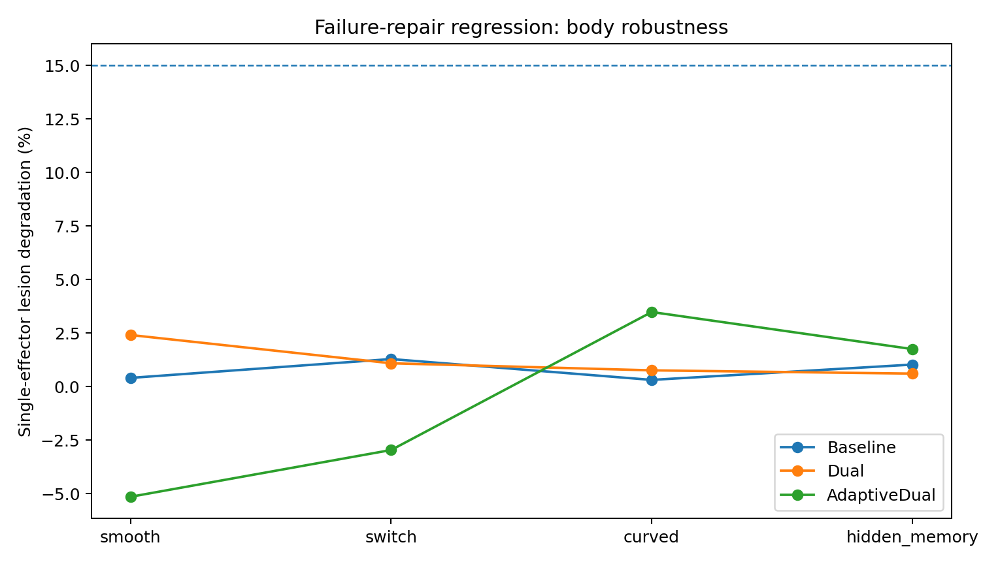 Failure-repair regression: body robustness
Single-effector lesion degradation (%)
15.0
12.5
10.0
7.5
5.0
2.5
0.0
−2.5
−5.0
smooth
switch
curved
hidden_memory
Baseline
Dual
AdaptiveDual